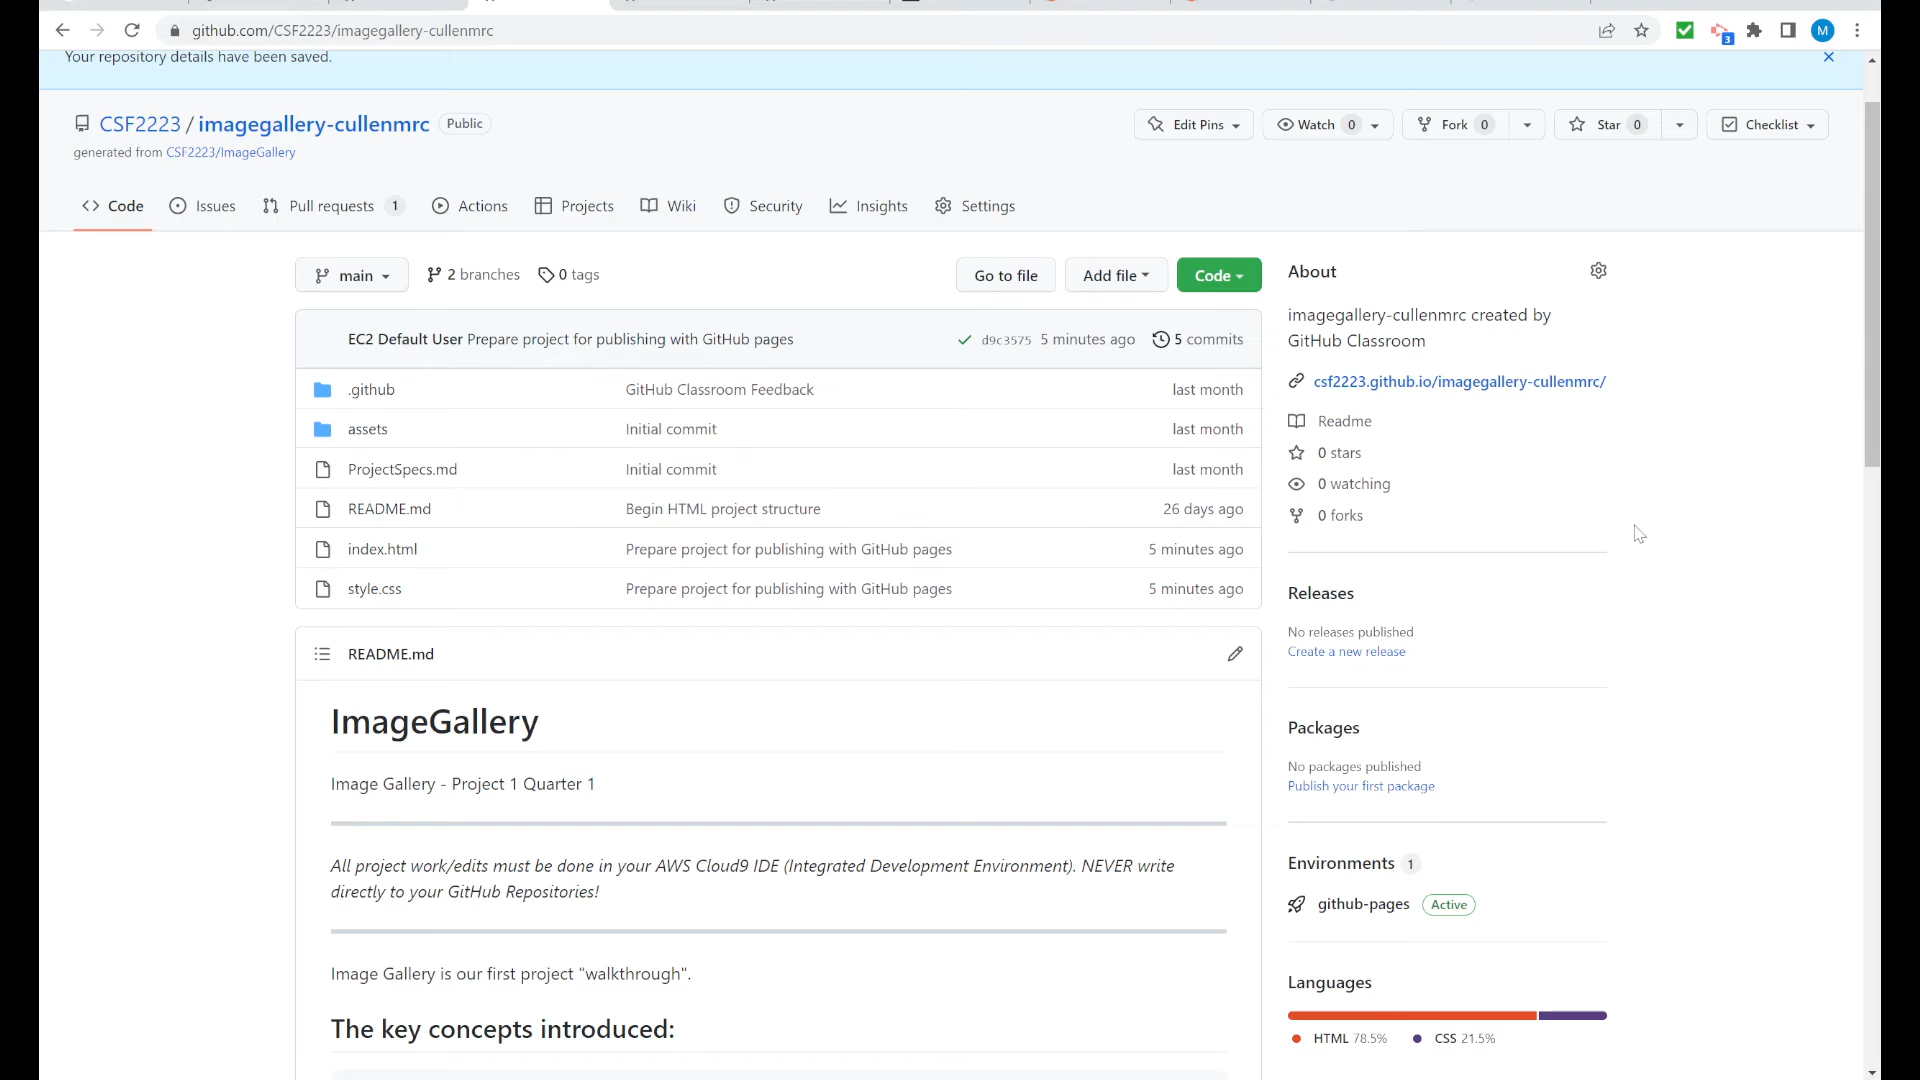 github.com/CSF2223/imagegallery-cullenmrc
3
M
Your repository details have been saved.
CSF2223 / imagegallery-cullenmrc Public
Edit Pins Watch 0 Fork 0 Star 0 Checklist
generated from CSF2223/ImageGallery
Code Issues Pull requests 1 Actions Projects Wiki Security Insights Settings
main 2 branches 0 tags Go to file Add file Code
EC2 Default User Prepare project for publishing with GitHub pages d9c3575 5 minutes ago 5 commits
.github GitHub Classroom Feedback last month
assets Initial commit last month
ProjectSpecs.md Initial commit last month
README.md Begin HTML project structure 26 days ago
index.html Prepare project for publishing with GitHub pages 5 minutes ago
style.css Prepare project for publishing with GitHub pages 5 minutes ago
README.md
ImageGallery
Image Gallery - Project 1 Quarter 1
All project work/edits must be done in your AWS Cloud9 IDE (Integrated Development Environment). NEVER write
directly to your GitHub Repositories!
Image Gallery is our first project "walkthrough".
The key concepts introduced:
About
imagegallery-cullenmrc created by
GitHub Classroom
csf2223.github.io/imagegallery-cullenmrc/
Readme
0 stars
0 watching
0 forks
Releases
No releases published
Create a new release
Packages
No packages published
Publish your first package
Environments 1
github-pages Active
Languages
HTML 78.5% CSS 21.5%